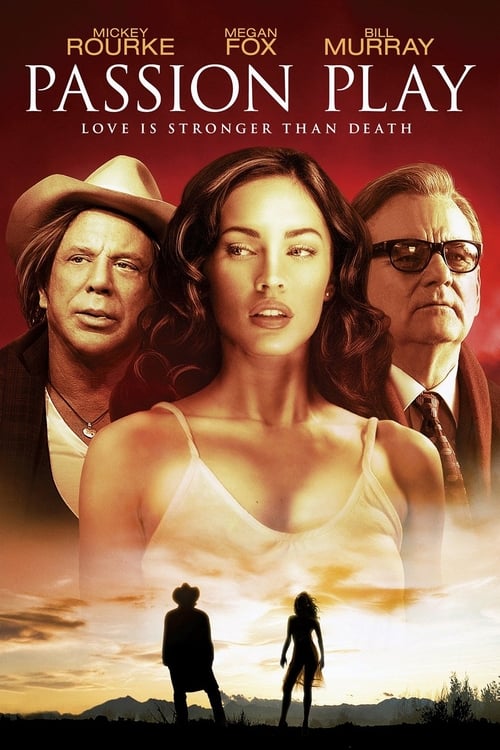 MICKEY ROURKE
MEGAN FOX
BILL MURRAY
PASSION PLAY
LOVE IS STRONGER THAN DEATH